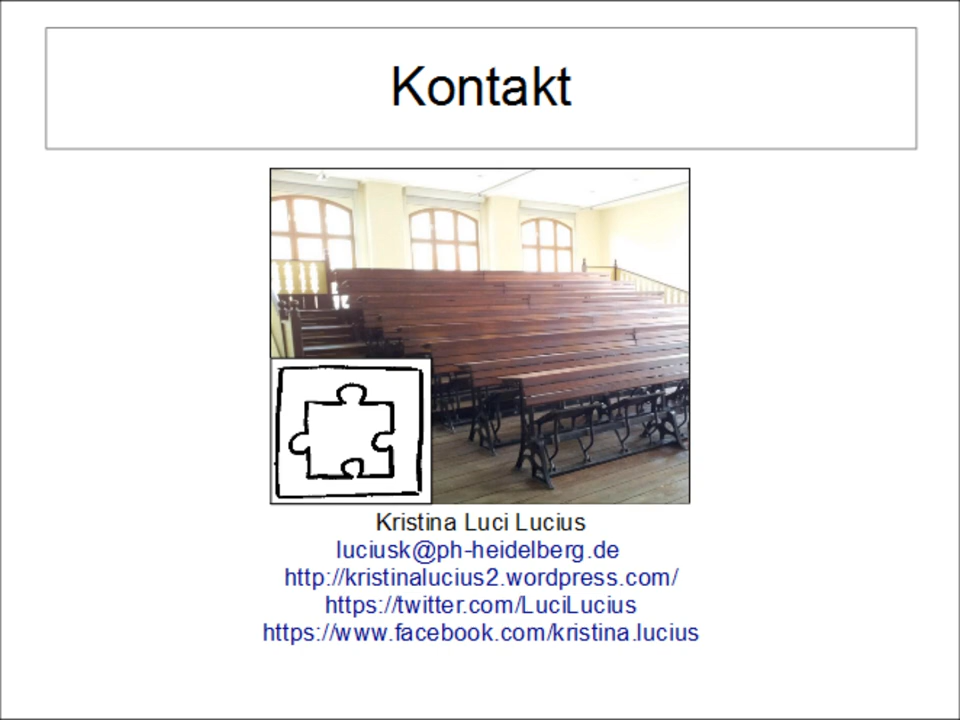 Kontakt
Kristina Luci Lucius
luciusk@ph-heidelberg.de
http://kristinalucius2.wordpress.com/
https://twitter.com/LuciLucius
https://www.facebook.com/kristina.lucius